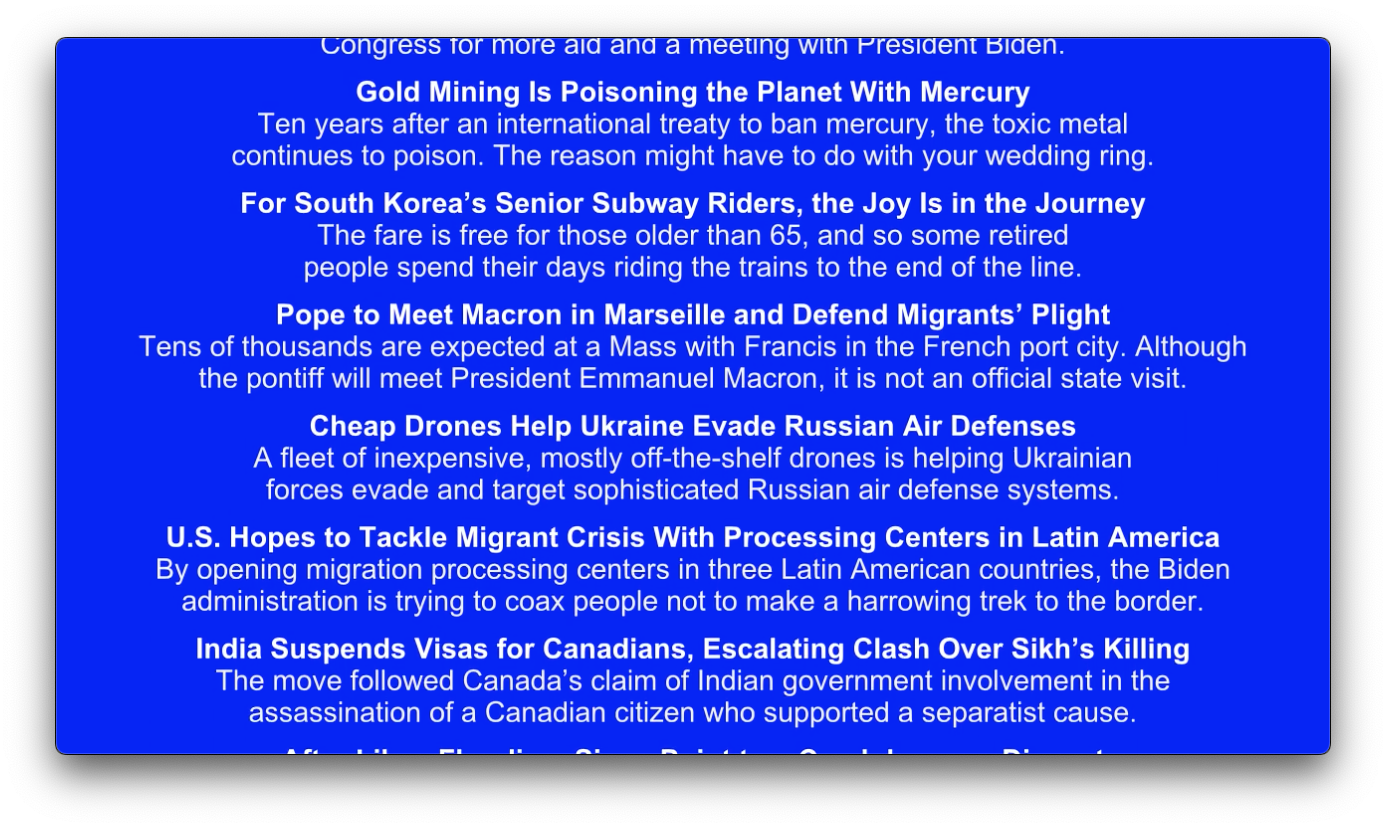 Congress for more aid and a meeting with President Biden.
Gold Mining Is Poisoning the Planet With Mercury
Ten years after an international treaty to ban mercury, the toxic metal
continues to poison. The reason might have to do with your wedding ring.
For South Korea’s Senior Subway Riders, the Joy Is in the Journey
The fare is free for those older than 65, and so some retired
people spend their days riding the trains to the end of the line.
Pope to Meet Macron in Marseille and Defend Migrants’ Plight
Tens of thousands are expected at a Mass with Francis in the French port city. Although
the pontiff will meet President Emmanuel Macron, it is not an official state visit.
Cheap Drones Help Ukraine Evade Russian Air Defenses
A fleet of inexpensive, mostly off-the-shelf drones is helping Ukrainian
forces evade and target sophisticated Russian air defense systems.
U.S. Hopes to Tackle Migrant Crisis With Processing Centers in Latin America
By opening migration processing centers in three Latin American countries, the Biden
administration is trying to coax people not to make a harrowing trek to the border.
India Suspends Visas for Canadians, Escalating Clash Over Sikh’s Killing
The move followed Canada’s claim of Indian government involvement in the
assassination of a Canadian citizen who supported a separatist cause.